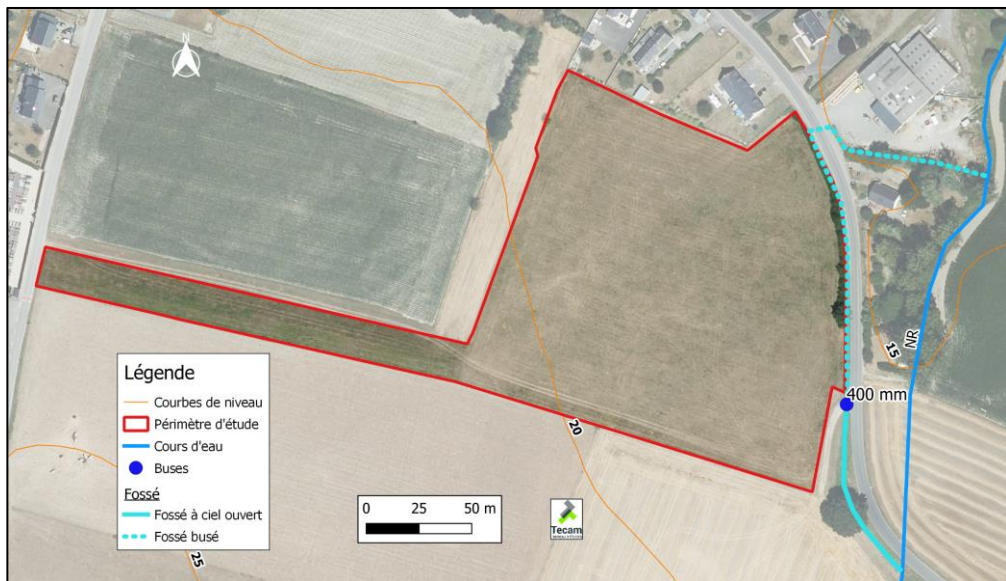 N
400 mm
NR
15
20
25
Légende
Courbes de niveau
Périmètre d'étude
Cours d'eau
Buses
Fossé
Fossé à ciel ouvert
Fossé busé
0 25 50 m
Tecam